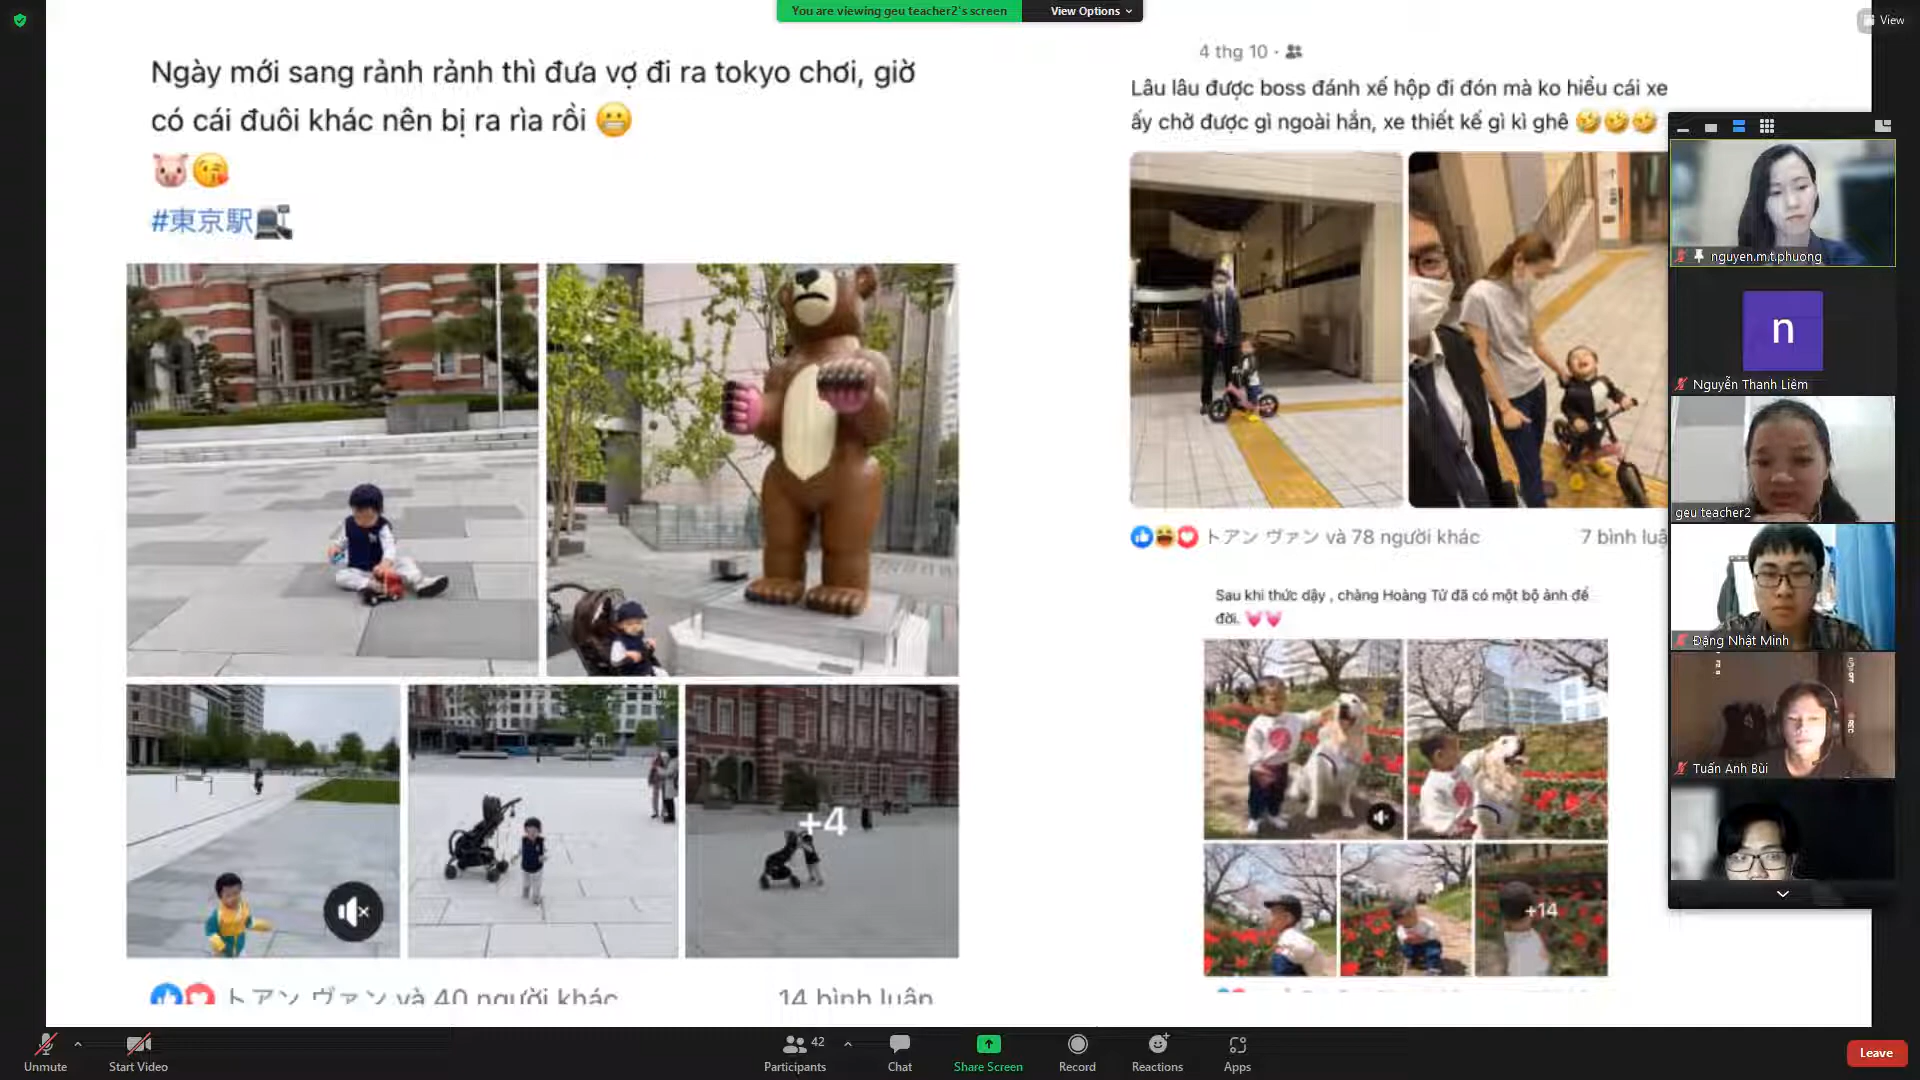 You are viewing geu teacher2's screen
View Options
View
Ngày mới sang rảnh rảnh thì đưa vợ đi ra tokyo chơi, giờ
có cái đuôi khác nên bị ra rìa rồi 😬
🐷😘
#東京駅🚉
+4
トアン ヴァン và 40 người khác
14 bình luận
4 thg 10 ·
Lâu lâu được boss đánh xế hộp đi đón mà ko hiểu cái xe
ấy chở được gì ngoài hắn, xe thiết kế gì kì ghê 🤣🤣🤣
トアン ヴァン và 78 người khác
7 bình luậ
Sau khi thức dậy , chàng Hoàng Tử đã có một bộ ảnh để
đời. 💓💓
+14
nguyen.m.t.phuong
n
Nguyễn Thanh Liêm
geu teacher2
Đặng Nhật Minh
Tuấn Anh Bùi
Unmute
Start Video
42
Participants
Chat
Share Screen
Record
Reactions
Apps
Leave